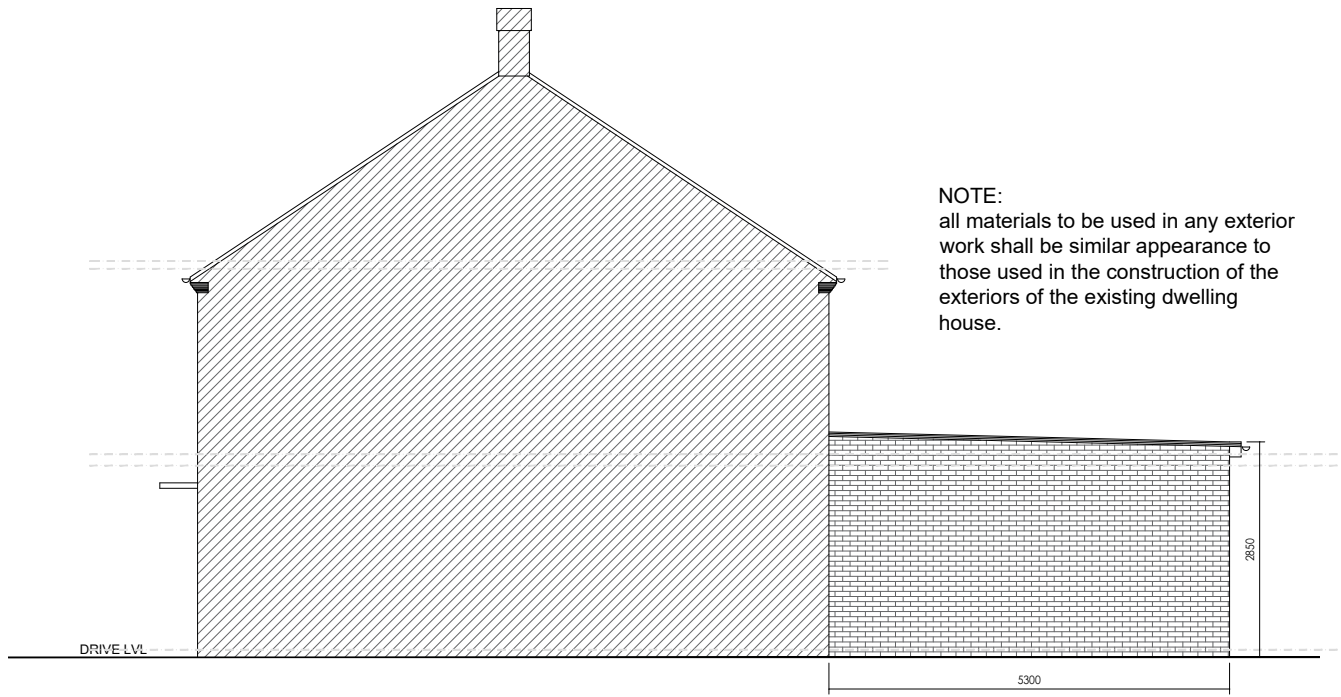 NOTE:
all materials to be used in any exterior
work shall be similar appearance to
those used in the construction of the
exteriors of the existing dwelling
house.
2850
DRIVE LVL
5300